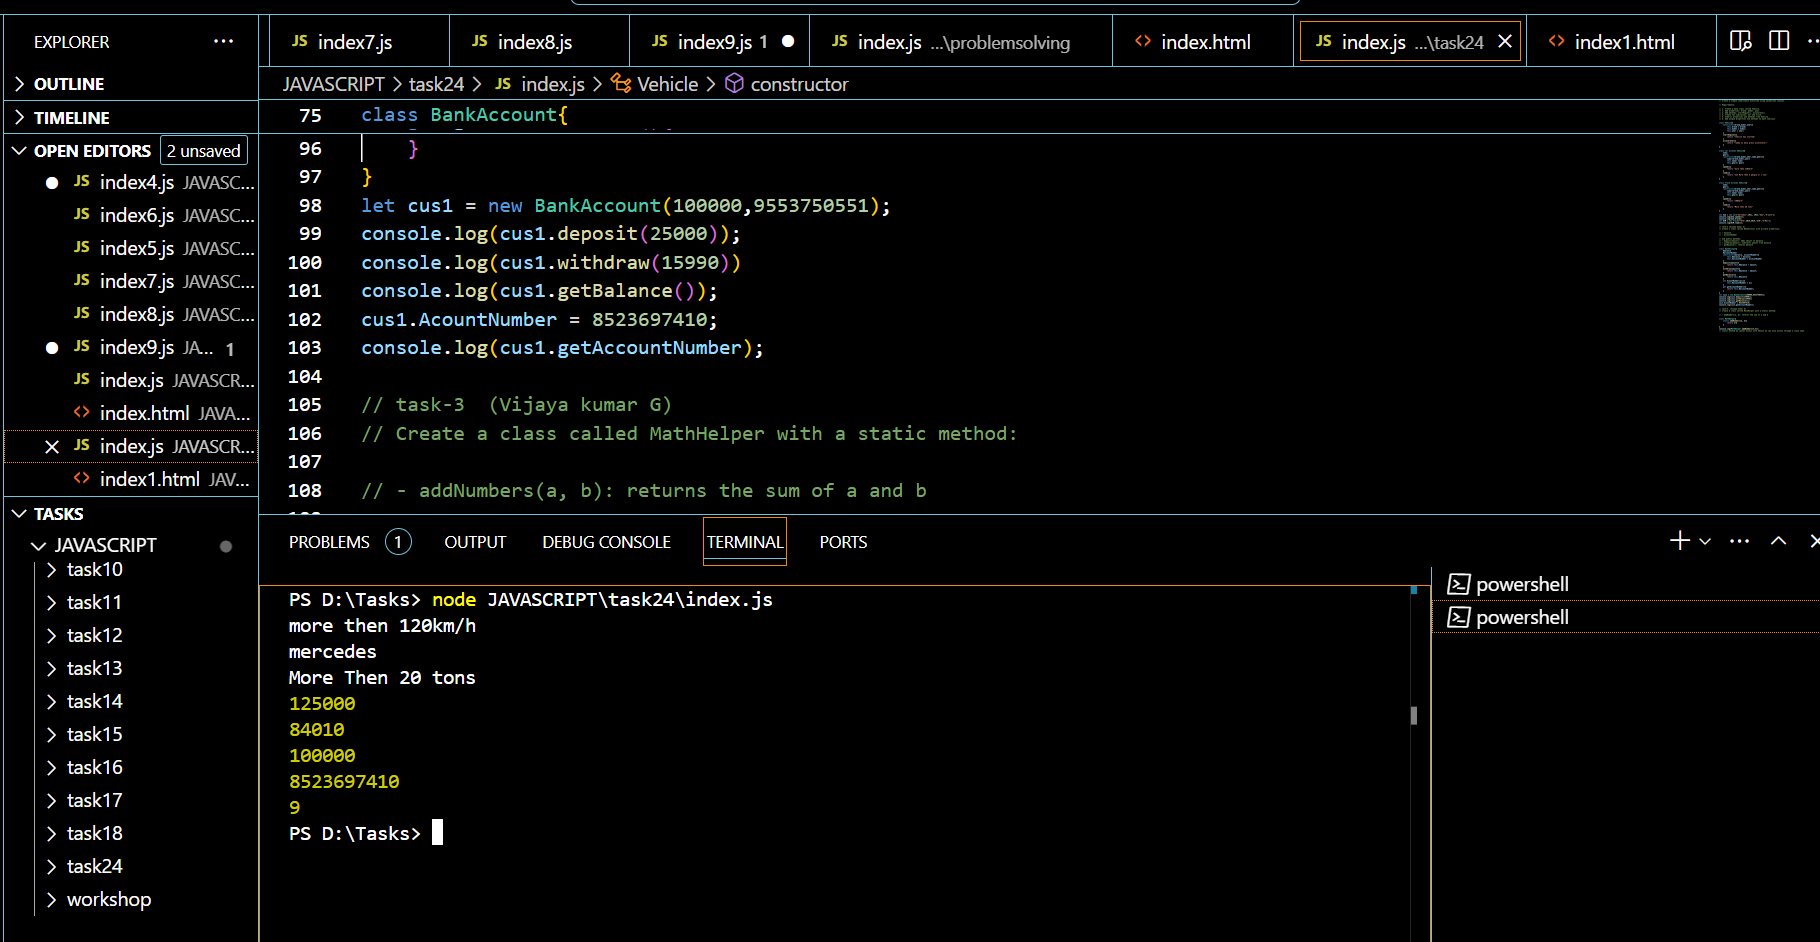 EXPLORER ...
OUTLINE
TIMELINE
OPEN EDITORS 2 unsaved
JS index4.js JAVASC...
JS index6.js JAVASC...
JS index5.js JAVASC...
JS index7.js JAVASC...
JS index8.js JAVASC...
JS index9.js JA... 1
JS index.js JAVASCR...
<> index.html JAVA...
JS index.js JAVASCR...
<> index1.html JAV...
TASKS
JAVASCRIPT
task10
task11
task12
task13
task14
task15
task16
task17
task18
task24
workshop
JS index7.js JS index8.js JS index9.js 1 JS index.js ...\problemsolving <> index.html JS index.js ...\task24 <> index1.html
JAVASCRIPT > task24 > JS index.js > Vehicle > constructor
75 class BankAccount{
96 }
97 }
98 let cus1 = new BankAccount(100000,9553750551);
99 console.log(cus1.deposit(25000));
100 console.log(cus1.withdraw(15990))
101 console.log(cus1.getBalance());
102 cus1.AcountNumber = 8523697410;
103 console.log(cus1.getAccountNumber);
104
105 // task-3 (Vijaya kumar G)
106 // Create a class called MathHelper with a static method:
107
108 // - addNumbers(a, b): returns the sum of a and b
PROBLEMS 1 OUTPUT DEBUG CONSOLE TERMINAL PORTS
PS D:\Tasks> node JAVASCRIPT\task24\index.js
more then 120km/h
mercedes
More Then 20 tons
125000
84010
100000
8523697410
9
PS D:\Tasks>
powershell
powershell